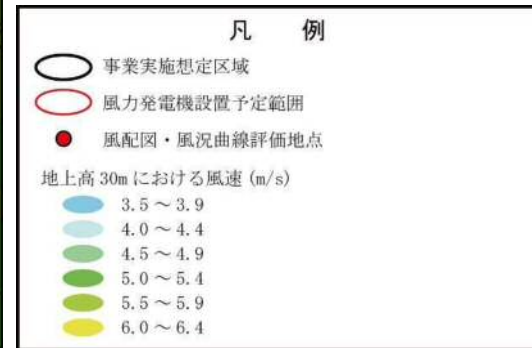 凡　例
事業実施想定区域
風力発電機設置予定範囲
風配図・風況曲線評価地点
地上高 30m における風速 (m/s)
3.5～3.9
4.0～4.4
4.5～4.9
5.0～5.4
5.5～5.9
6.0～6.4